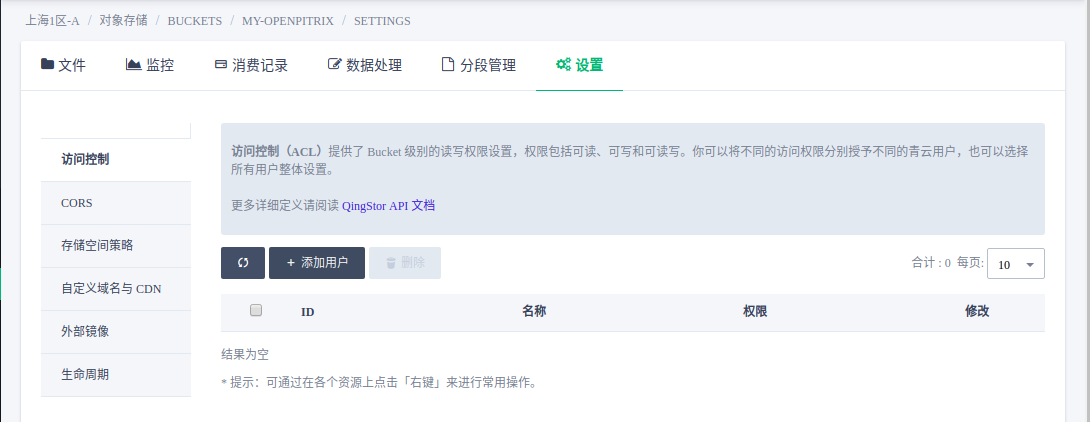 上海1区-A / 对象存储 / BUCKETS / MY-OPENPITRIX / SETTINGS
文件 监控 消费记录 数据处理 分段管理 设置
访问控制
CORS
存储空间策略
自定义域名与 CDN
外部镜像
生命周期
访问控制（ACL）提供了 Bucket 级别的读写权限设置，权限包括可读、可写和可读写。你可以将不同的访问权限分别授予不同的青云用户，也可以选择
所有用户整体设置。
更多详细定义请阅读 QingStor API 文档
+ 添加用户 删除 合计 : 0 每页: 10
ID 名称 权限 修改
结果为空
* 提示：可通过在各个资源上点击「右键」来进行常用操作。